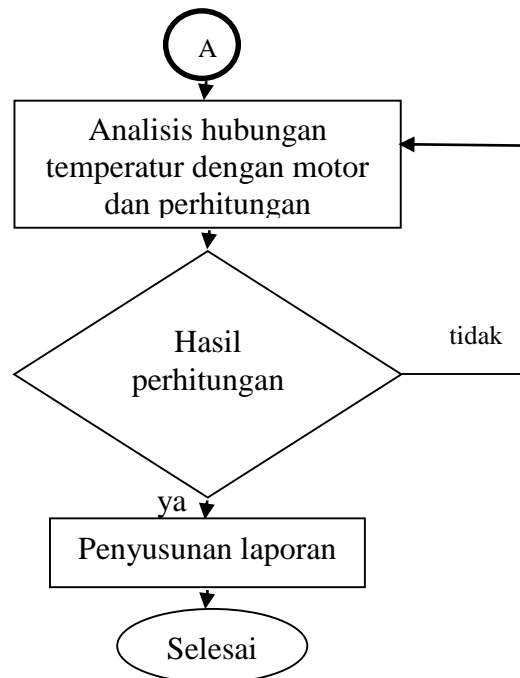 A
Analisis hubungan
temperatur dengan motor
dan perhitungan
Hasil
perhitungan
tidak
ya
Penyusunan laporan
Selesai